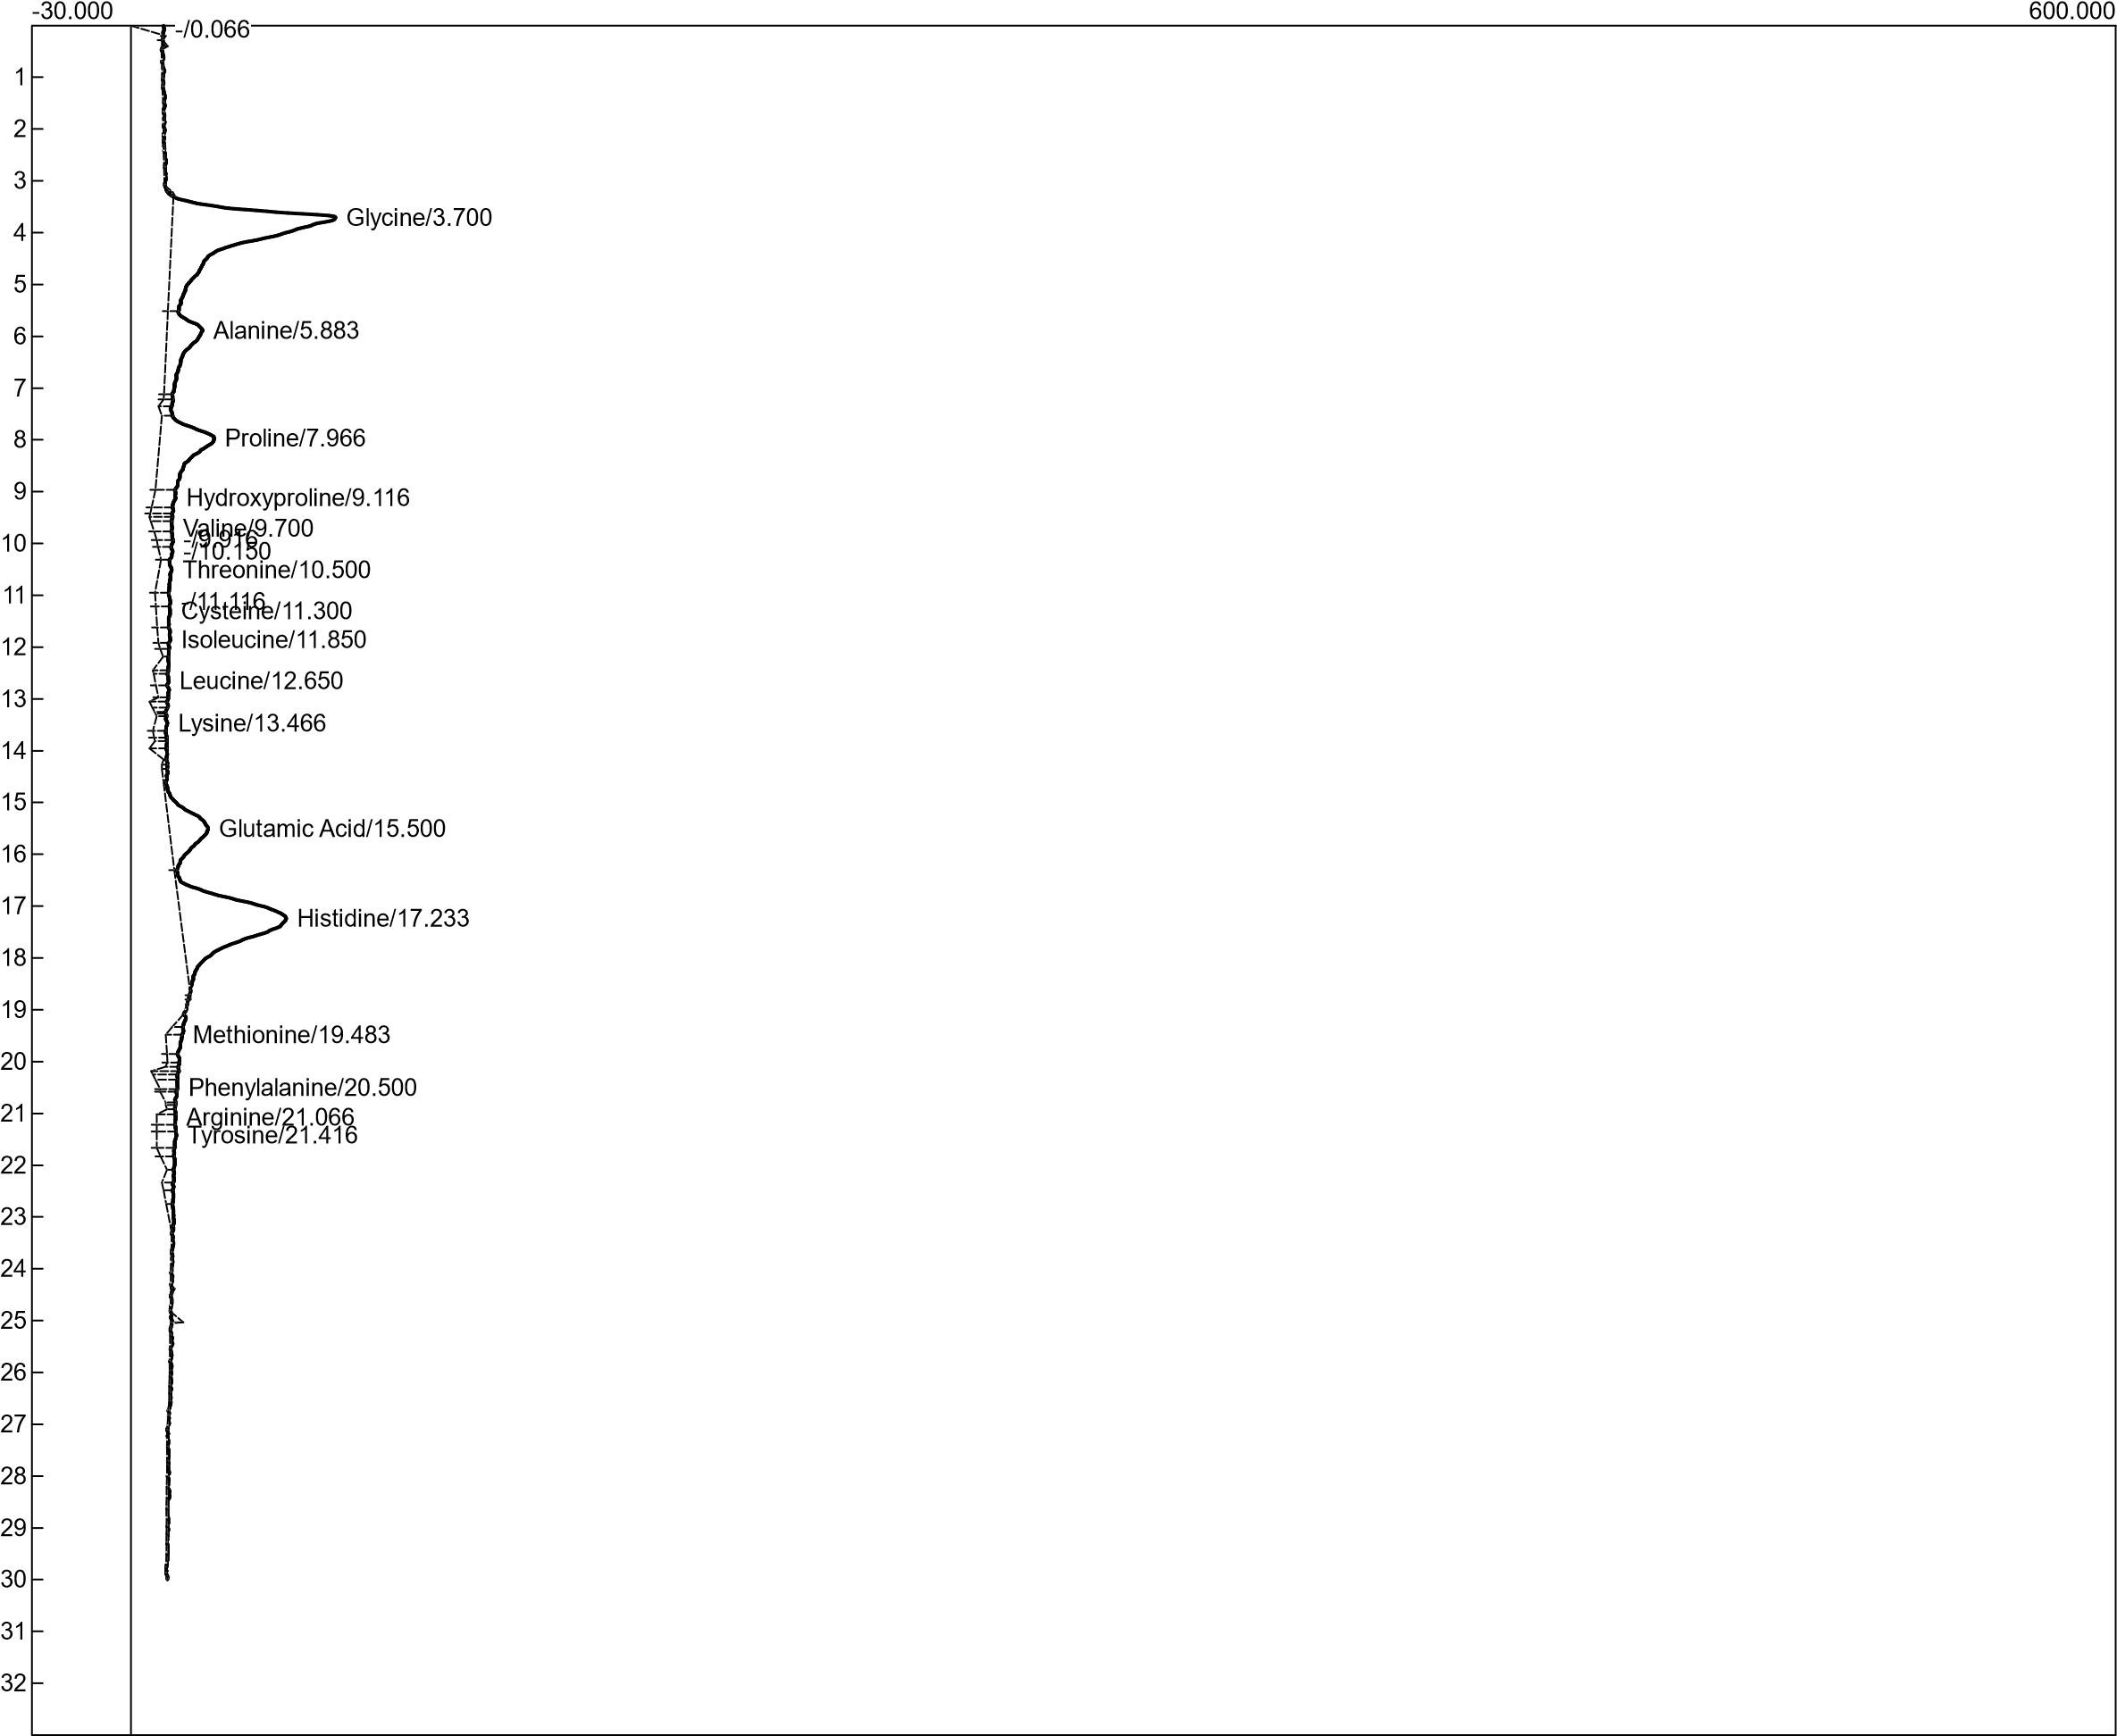 -30.000 600.000
-/0.066
1
2
3
Glycine/3.700
4
5
Alanine/5.883
6
7
Proline/7.966
8
9
Hydroxyproline/9.116
Valine/9.700
-/9.916
10
-/10.150
Threonine/10.500
11
-/11.116
Cysteine/11.300
Isoleucine/11.850
12
Leucine/12.650
13
Lysine/13.466
14
15
Glutamic Acid/15.500
16
17
Histidine/17.233
18
19
Methionine/19.483
20
Phenylalanine/20.500
21
Arginine/21.066
Tyrosine/21.416
22
23
24
25
26
27
28
29
30
31
32